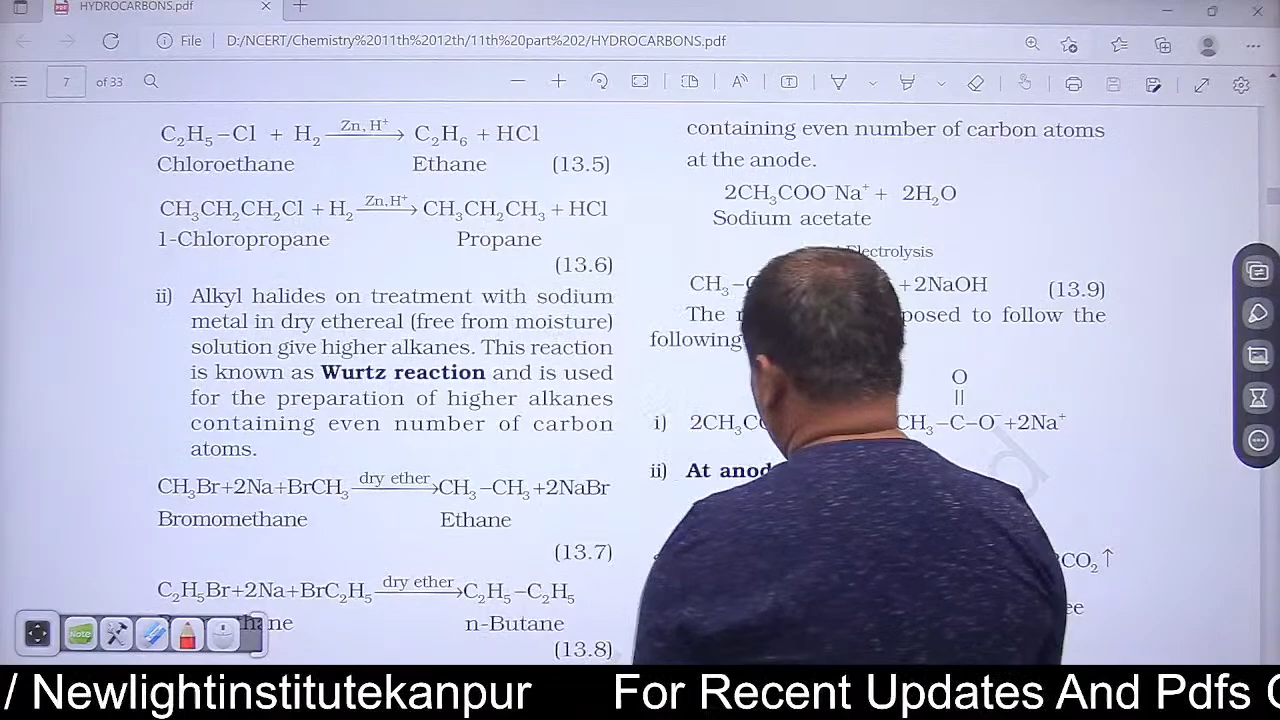 HYDROCARBONS.pdf
File | D:/NCERT/Chemistry%2011th%2012th/11th%20part%202/HYDROCARBONS.pdf
7 of 33
C₂H₅–Cl + H₂ —Zn, H⁺→ C₂H₆ + HCl
Chloroethane Ethane (13.5)
CH₃CH₂CH₂Cl + H₂ —Zn,H⁺→ CH₃CH₂CH₃ + HCl
1-Chloropropane Propane
(13.6)
ii) Alkyl halides on treatment with sodium
metal in dry ethereal (free from moisture)
solution give higher alkanes. This reaction
is known as Wurtz reaction and is used
for the preparation of higher alkanes
containing even number of carbon
atoms.
CH₃Br+2Na+BrCH₃ —dry ether→ CH₃–CH₃+2NaBr
Bromomethane Ethane
(13.7)
C₂H₅Br+2Na+BrC₂H₅ —dry ether→ C₂H₅–C₂H₅
n-Butane
(13.8)
containing even number of carbon atoms
at the anode.
2CH₃COO⁻Na⁺ + 2H₂O
Sodium acetate
Electrolysis
CH₃– + 2NaOH (13.9)
The posed to follow the
following
O
||
i) 2CH₃C CH₃–C–O⁻+2Na⁺
ii) At
CO₂↑
Note
/ Newlightinstitutekanpur For Recent Updates And Pdfs